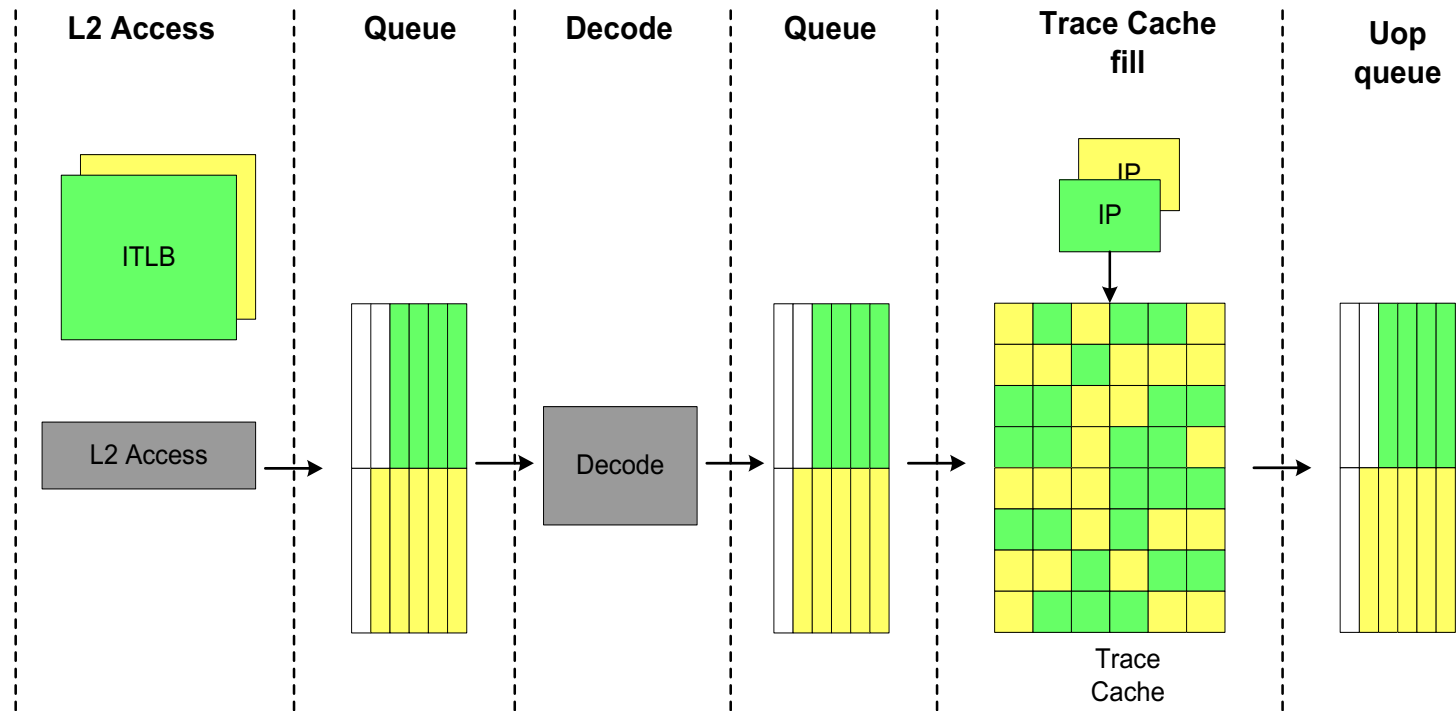 L2 Access
Queue
Decode
Queue
Trace Cache
fill
Uop
queue
IP
IP
ITLB
L2 Access
Decode
Trace
Cache